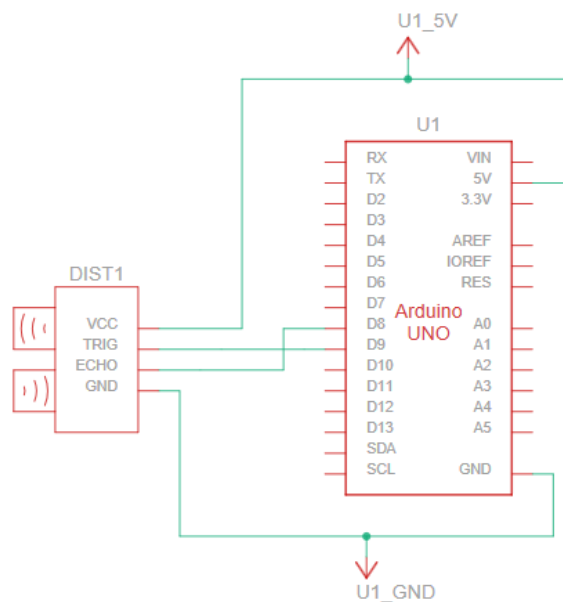 U1_5V
U1
RX
TX
D2
D3
D4
D5
D6
D7
D8
D9
D10
D11
D12
D13
SDA
SCL
VIN
5V
3.3V
AREF
IOREF
RES
A0
A1
A2
A3
A4
A5
GND
Arduino
UNO
DIST1
VCC
TRIG
ECHO
GND
U1_GND